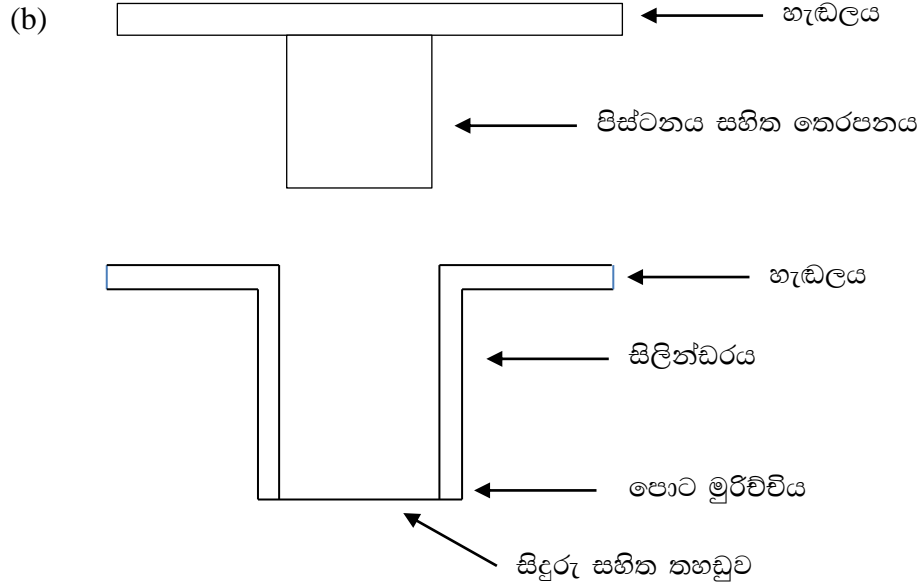 (b)
හැඬලය
පිස්ටනය සහිත තෙරපනය
හැඬලය
සිලින්ඩරය
පොට මුරිච්චිය
සිදුරු සහිත තහඩුව